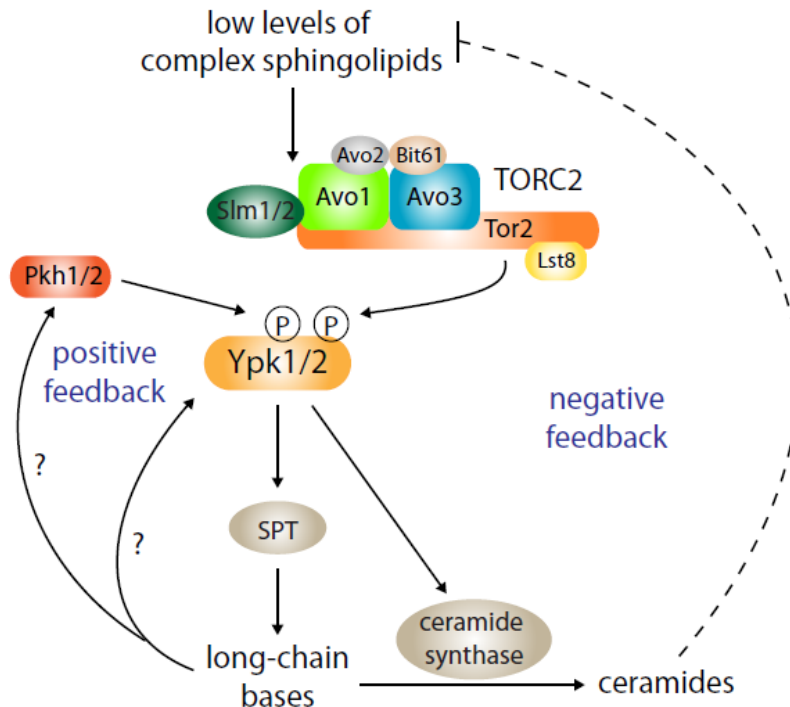 low levels of
complex sphingolipids
Avo2
Bit61
Avo1
Avo3
TORC2
Slm1/2
Tor2
Lst8
Pkh1/2
P
P
Ypk1/2
positive
feedback
negative
feedback
?
?
SPT
ceramide
synthase
long-chain
bases
ceramides